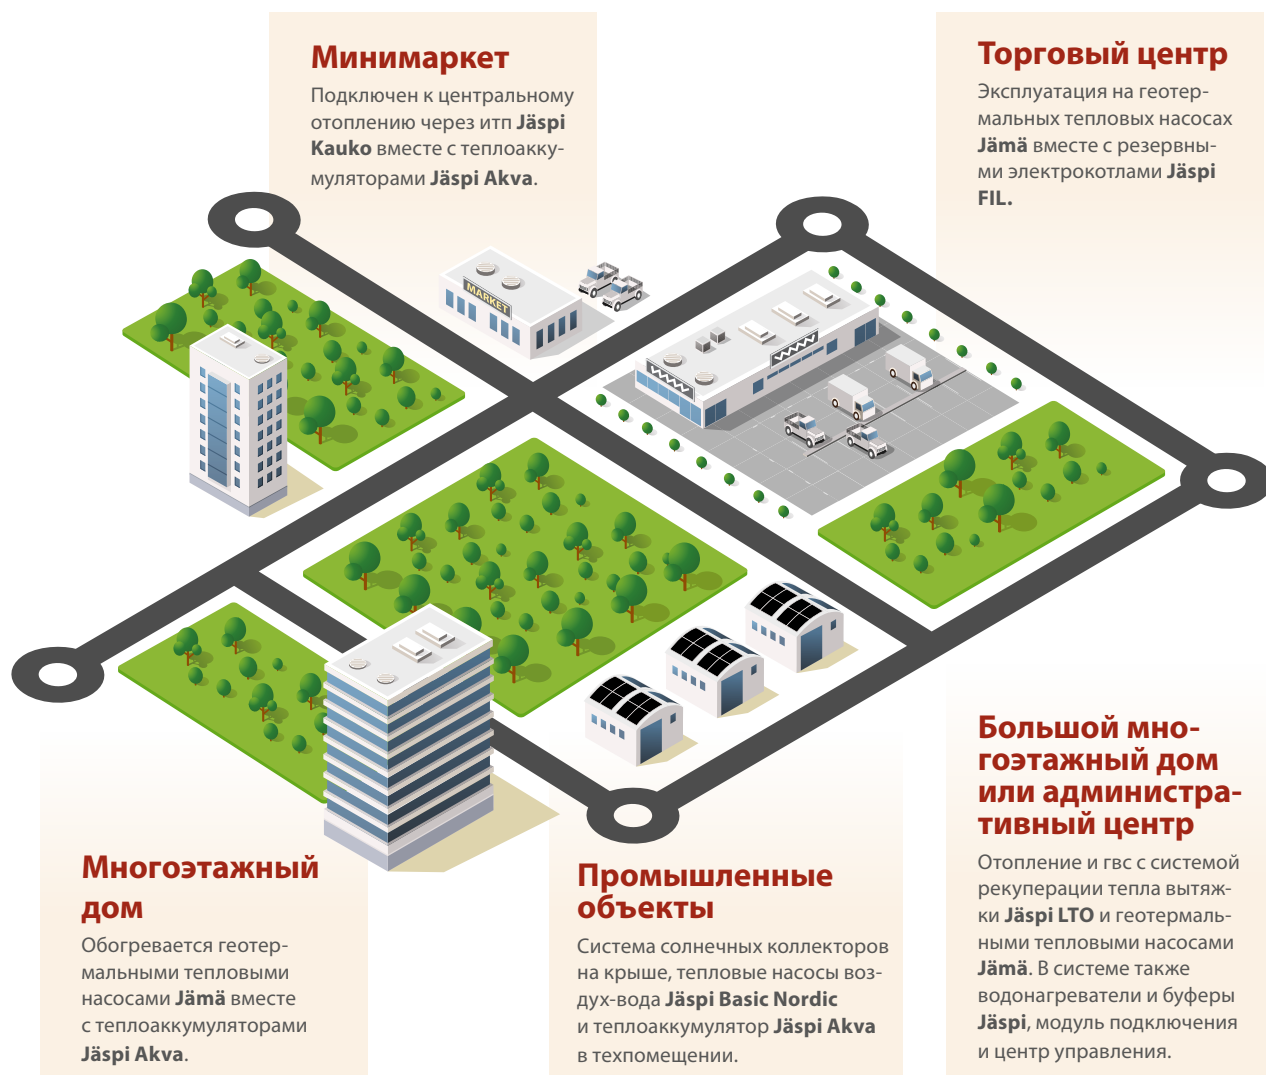 Минимаркет
Подключен к центральному
отоплению через итп Jäspi
Kauko вместе с теплоакку-
муляторами Jäspi Akva.
Торговый центр
Эксплуатация на геотер-
мальных тепловых насосах
Jämä вместе с резервны-
ми электрокотлами Jäspi
FIL.
MARKET
Многоэтажный
дом
Обогревается геотер-
мальными тепловыми
насосами Jämä вместе
с теплоаккумуляторами
Jäspi Akva.
Промышленные
объекты
Система солнечных коллекторов
на крыше, тепловые насосы воз-
дух-вода Jäspi Basic Nordic
и теплоаккумулятор Jäspi Akva
в техпомещении.
Большой мно-
гоэтажный дом
или администра-
тивный центр
Отопление и гвс с системой
рекуперации тепла вытяж-
ки Jäspi LTO и геотермаль-
ными тепловыми насосами
Jämä. В системе также
водонагреватели и буферы
Jäspi, модуль подключения
и центр управления.